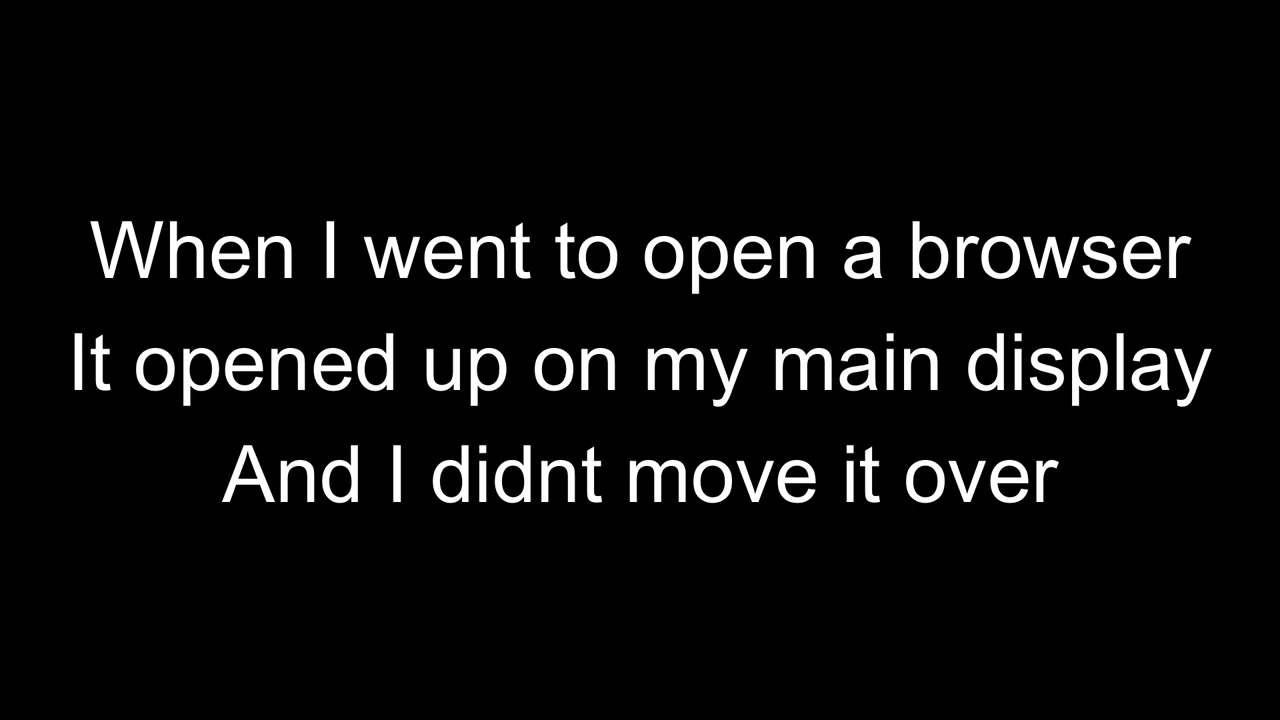 When I went to open a browser
It opened up on my main display
And I didnt move it over